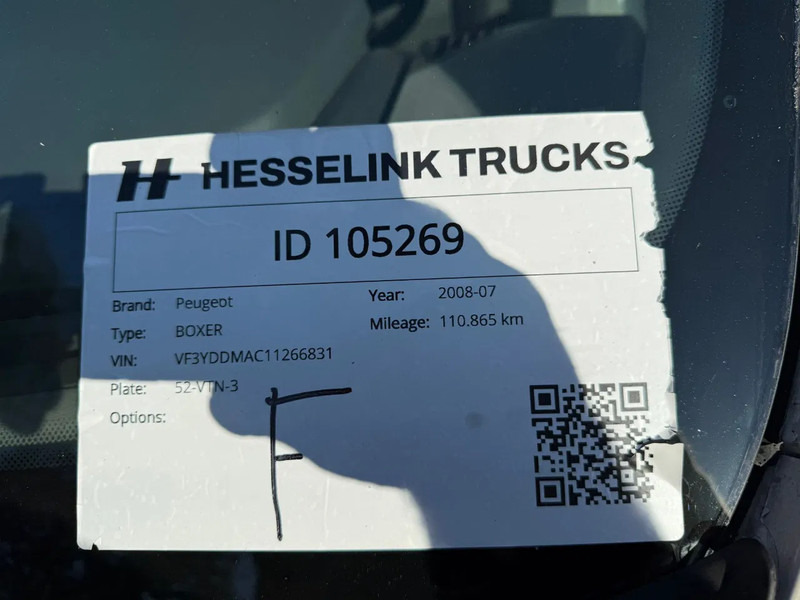 H HESSELINK TRUCKS
ID 105269
Brand: Peugeot Year: 2008-07
Type: BOXER Mileage: 110.865 km
VIN: VF3YDDMAC11266831
Plate: 52-VTN-3
Options:
F